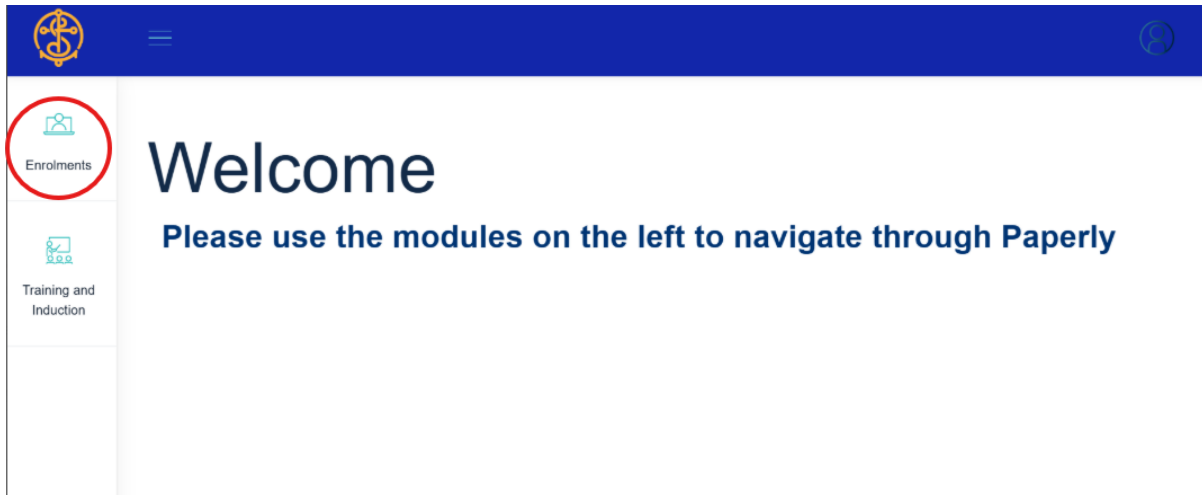 Enrolments
Welcome
Please use the modules on the left to navigate through Paperly
Training and
Induction